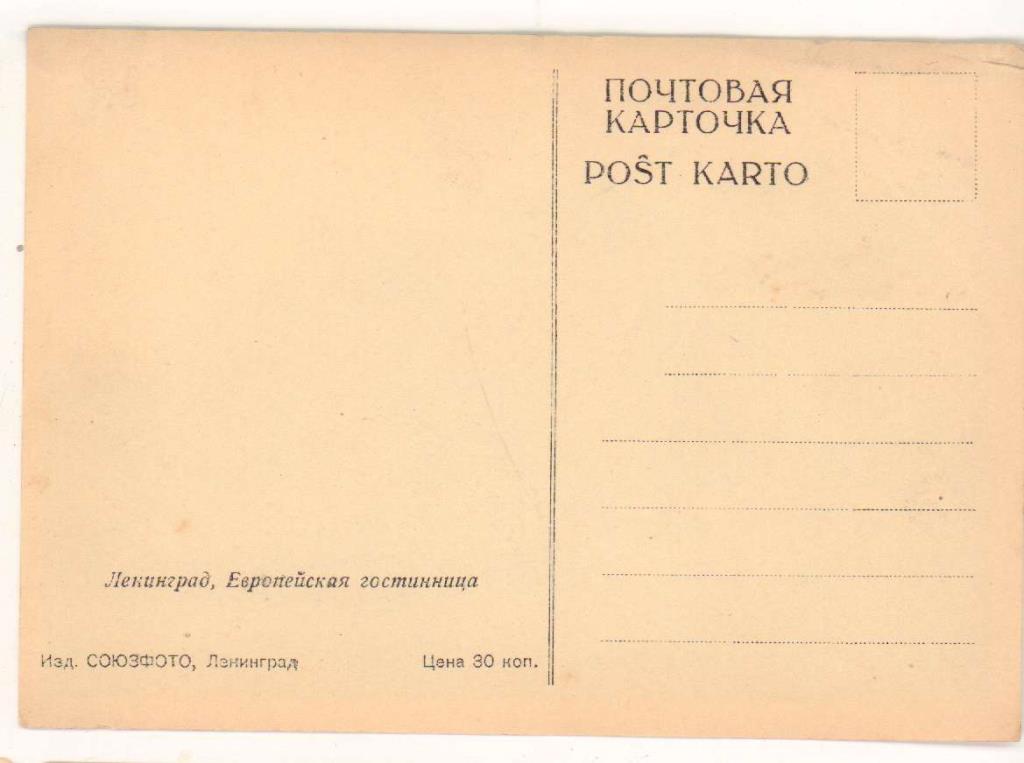 ПОЧТОВАЯ
КАРТОЧКА
POŜT KARTO
Ленинград, Европейская гостинница
Изд. СОЮЗФОТО, Ленинград
Цена 30 коп.